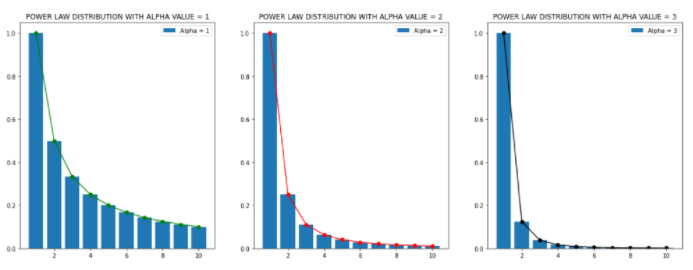 POWER LAW DISTRIBUTION WITH ALPHA VALUE = 1
Alpha = 1
1.0
0.8
0.6
0.4
0.2
0.0
2 4 6 8 10
POWER LAW DISTRIBUTION WITH ALPHA VALUE = 2
Alpha = 2
1.0
0.8
0.6
0.4
0.2
0.0
2 4 6 8 10
POWER LAW DISTRIBUTION WITH ALPHA VALUE = 3
Alpha = 3
1.0
0.8
0.6
0.4
0.2
0.0
2 4 6 8 10